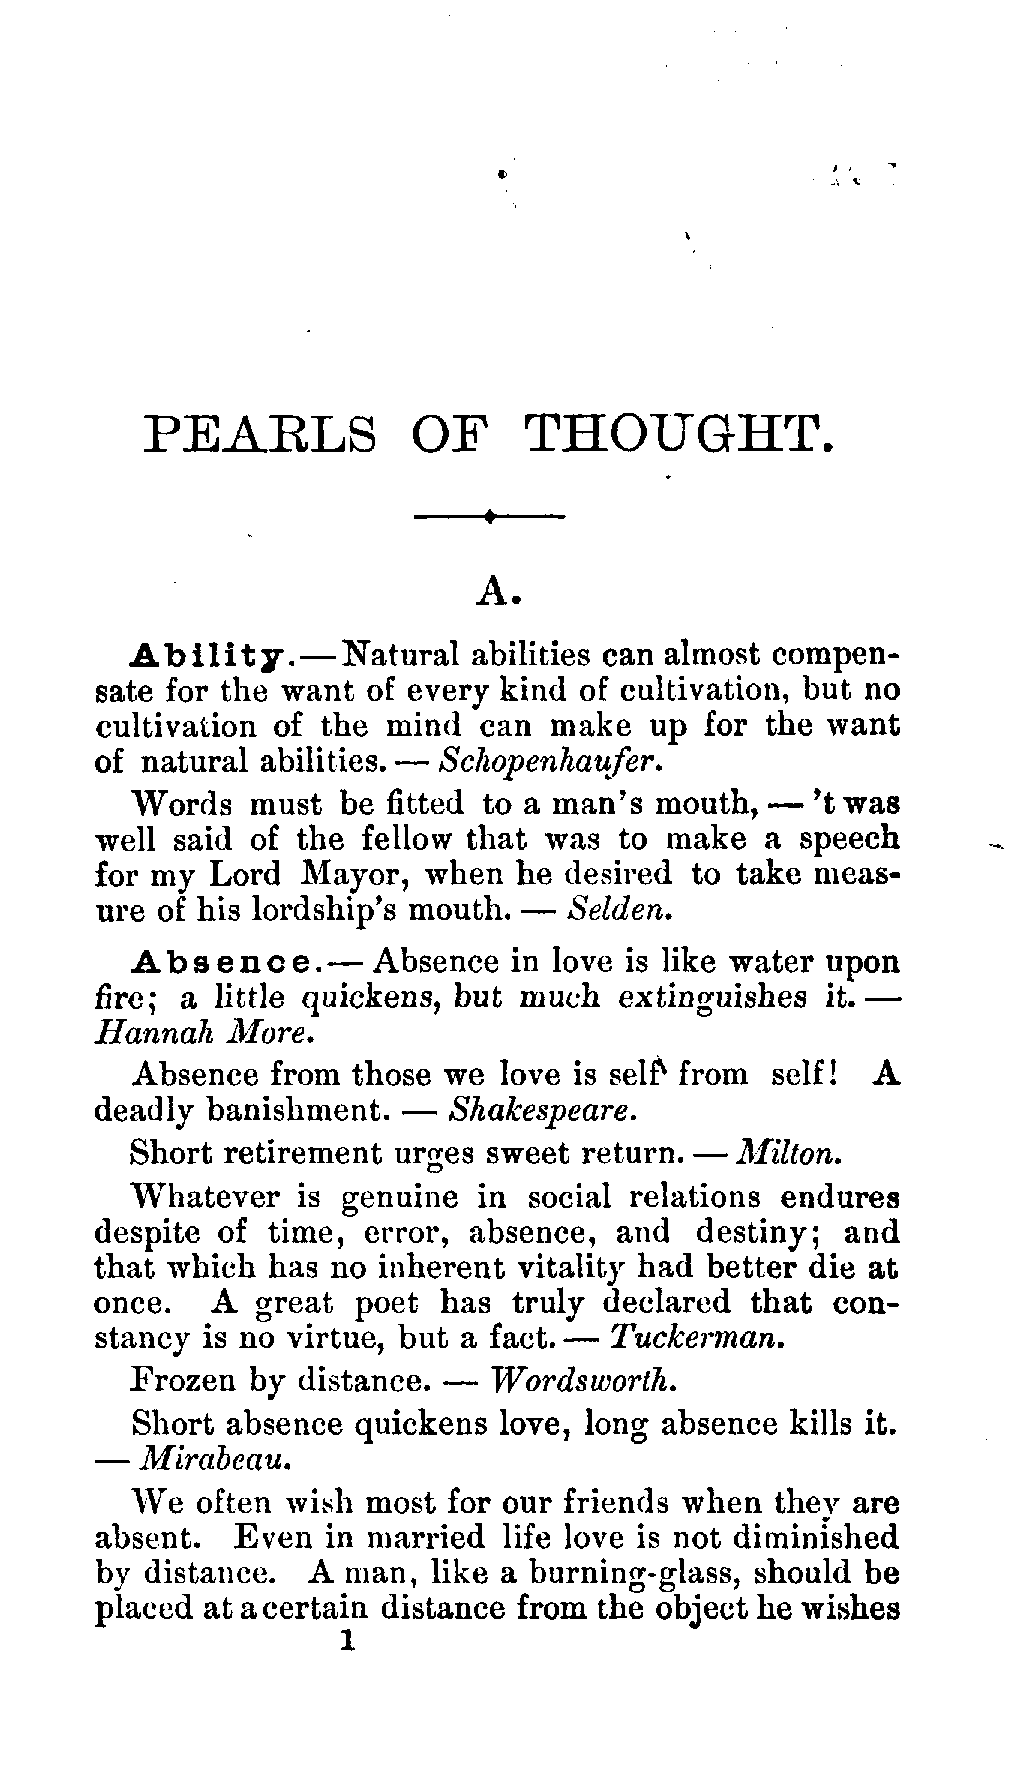 PEARLS OF THOUGHT.
A.
Ability.—Natural abilities can almost compen-
sate for the want of every kind of cultivation, but no
cultivation of the mind can make up for the want
of natural abilities. — Schopenhaufer.
Words must be fitted to a man's mouth, — 't was
well said of the fellow that was to make a speech
for my Lord Mayor, when he desired to take meas-
ure of his lordship's mouth. — Selden.
Absence.— Absence in love is like water upon
fire; a little quickens, but much extinguishes it. —
Hannah More.
Absence from those we love is self from self! A
deadly banishment. — Shakespeare.
Short retirement urges sweet return. — Milton.
Whatever is genuine in social relations endures
despite of time, error, absence, and destiny; and
that which has no inherent vitality had better die at
once. A great poet has truly declared that con-
stancy is no virtue, but a fact. — Tuckerman.
Frozen by distance. — Wordsworth.
Short absence quickens love, long absence kills it.
— Mirabeau.
We often wish most for our friends when they are
absent. Even in married life love is not diminished
by distance. A man, like a burning-glass, should be
placed at a certain distance from the object he wishes
1